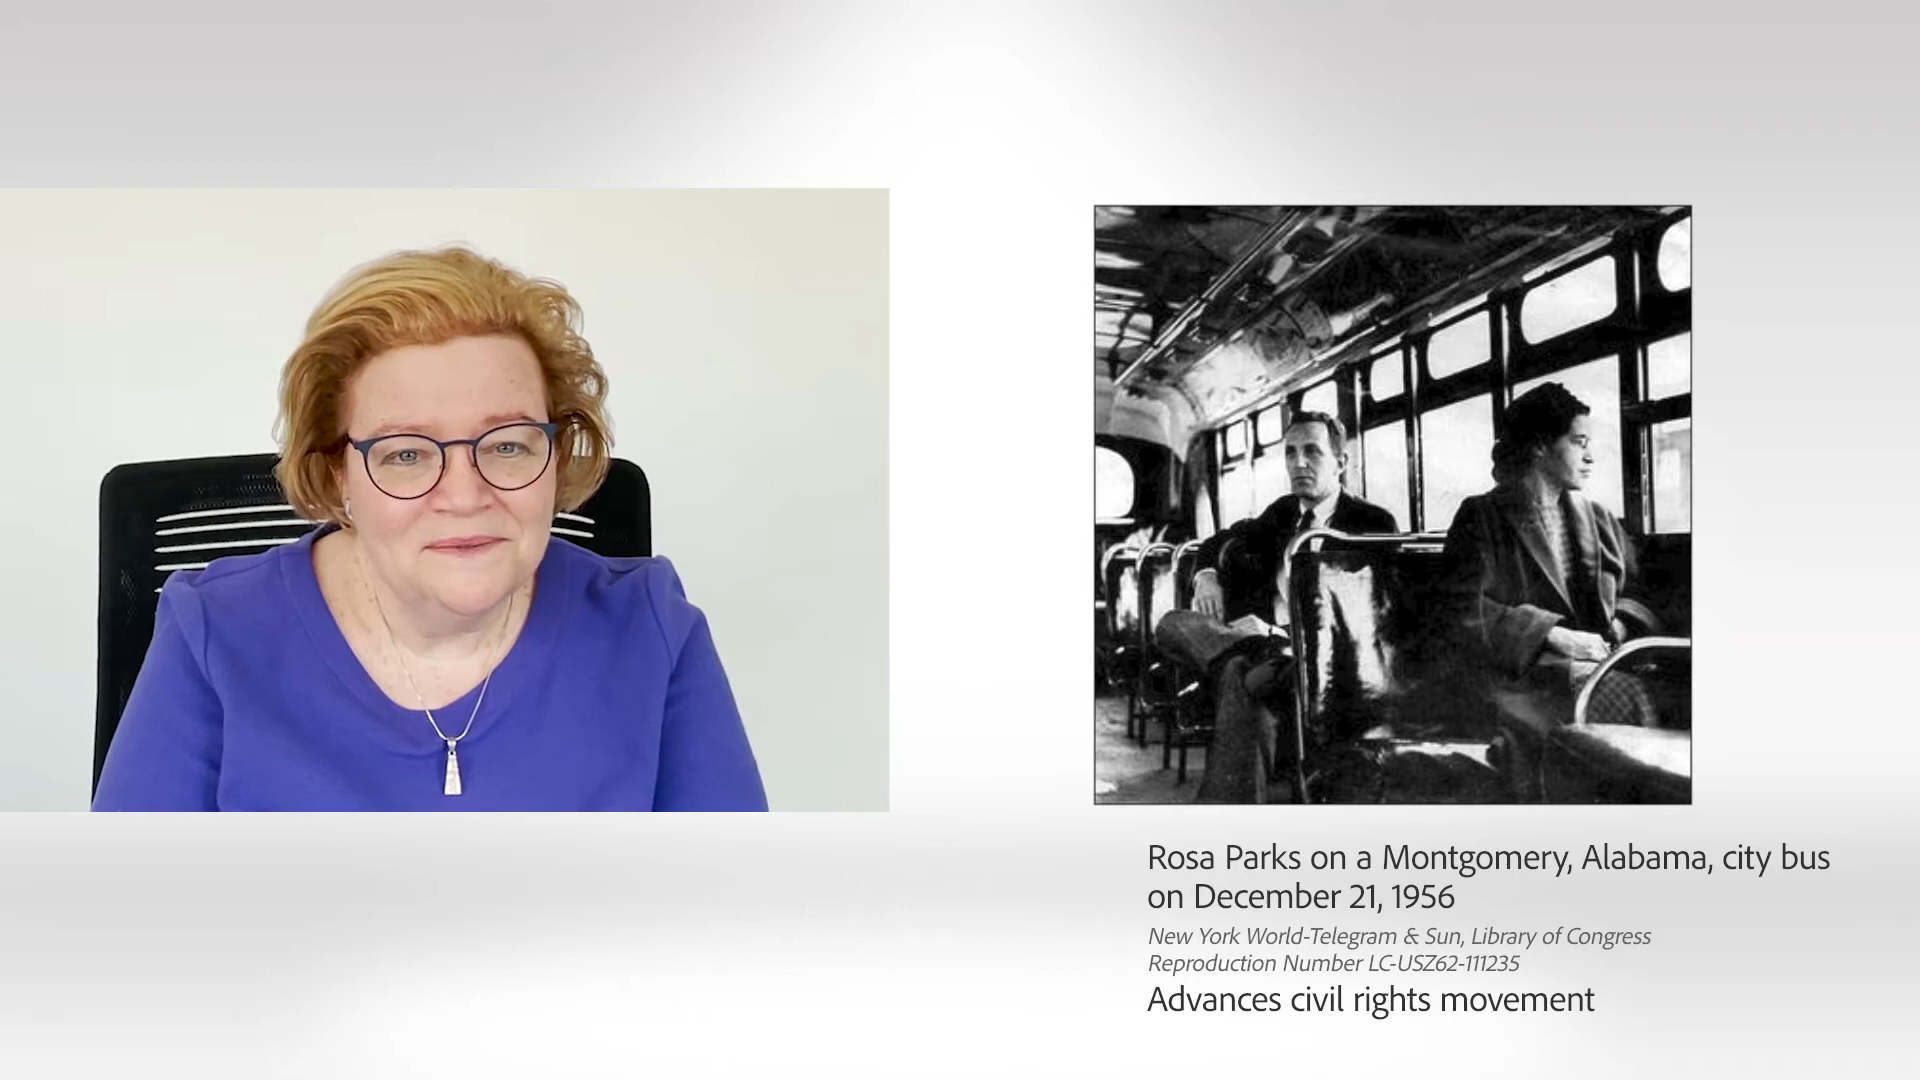 Rosa Parks on a Montgomery, Alabama, city bus
on December 21, 1956
New York World-Telegram & Sun, Library of Congress
Reproduction Number LC-USZ62-111235
Advances civil rights movement